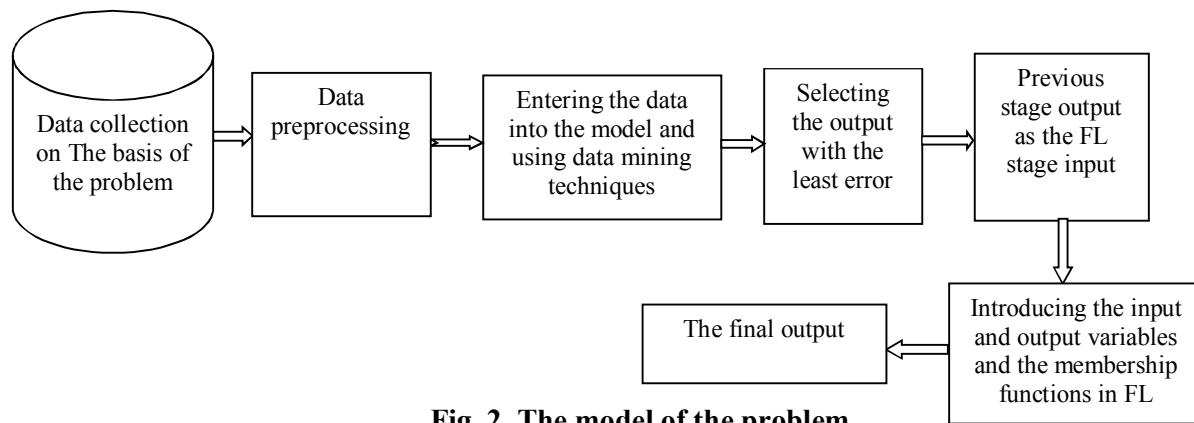 Data collection
on The basis of
the problem
Data
preprocessing
Entering the data
into the model and
using data mining
techniques
Selecting
the output
with the
least error
Previous
stage output
as the FL
stage input
Introducing the input
and output variables
and the membership
functions in FL
The final output
Fig. 2. The model of the problem